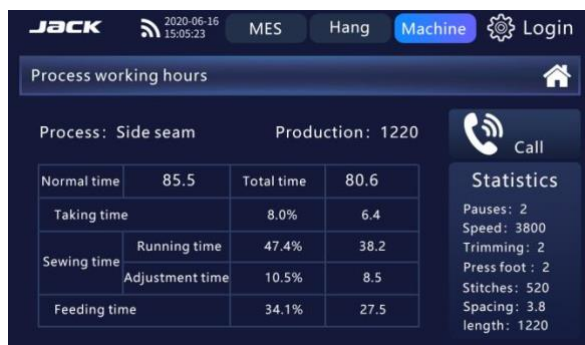 JACK 2020-06-16 15:05:23 MES Hang Machine Login
Process working hours
Process: Side seam Production: 1220
Call
Normal time 85.5 Total time 80.6
Taking time 8.0% 6.4
Sewing time Running time 47.4% 38.2
Adjustment time 10.5% 8.5
Feeding time 34.1% 27.5
Statistics
Pauses: 2
Speed: 3800
Trimming: 2
Press foot : 2
Stitches: 520
Spacing: 3.8
length: 1220